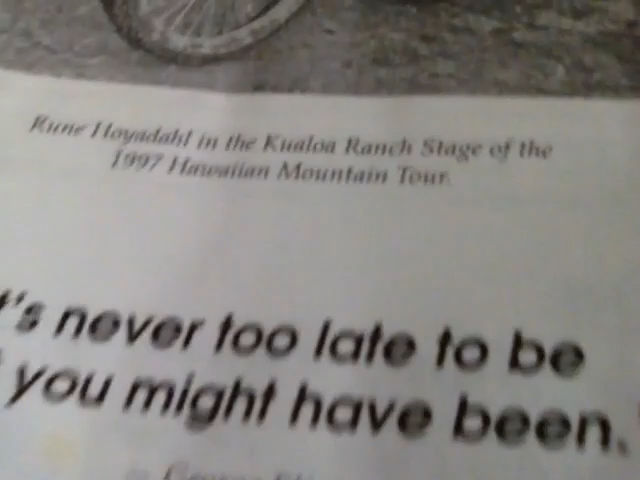 Rune Hoyadahl in the Kualoa Ranch Stage of the
1997 Hawaiian Mountain Tour.
t's never too late to be
you might have been.